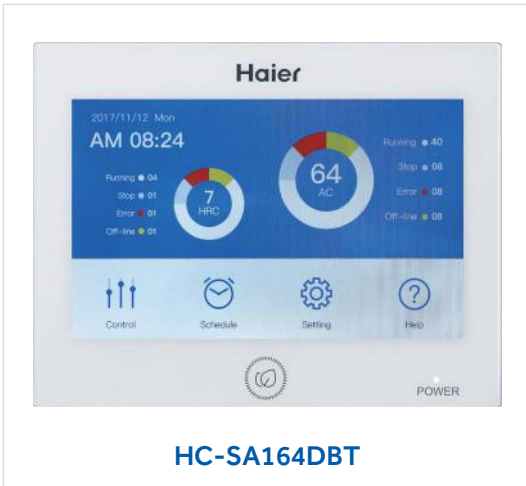 Haier
2017/11/12 Mon
AM 08:24
Running 04
Stop 01
Error 01
Off-line 01
7
HRC
64
AC
Running 40
Stop 08
Error 08
Off-line 08
Control
Schedule
Setting
Help
POWER
HC-SA164DBT